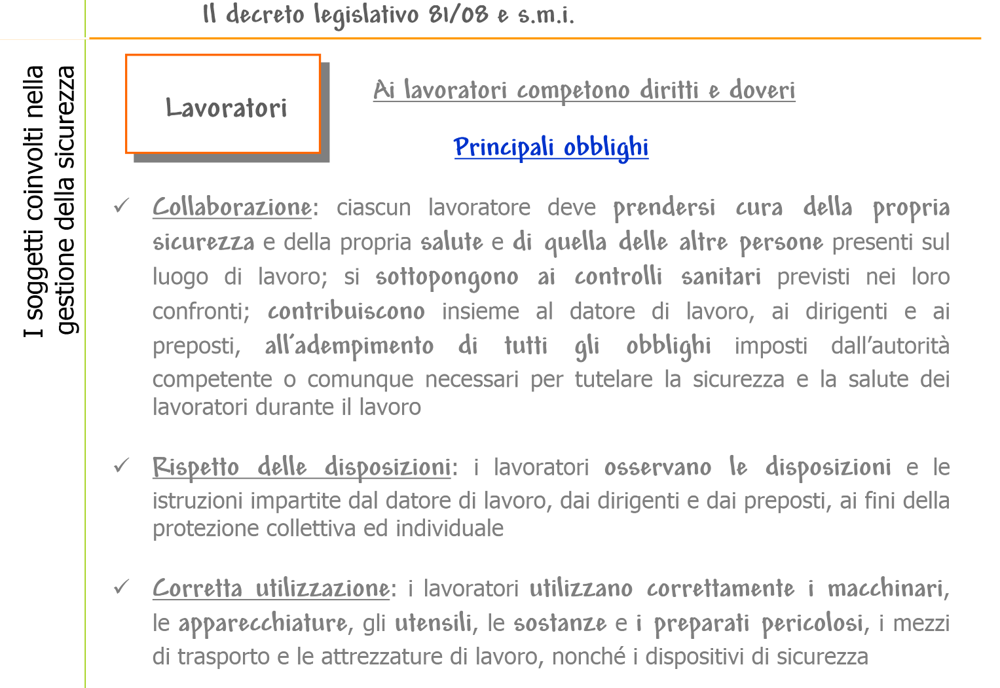 Il decreto legislativo 81/08 e s.m.i.
I soggetti coinvolti nella
gestione della sicurezza
Lavoratori
Ai lavoratori competono diritti e doveri
Principali obblighi
✓ Collaborazione: ciascun lavoratore deve prendersi cura della propria
sicurezza e della propria salute e di quella delle altre persone presenti sul
luogo di lavoro; si sottopongono ai controlli sanitari previsti nei loro
confronti; contribuiscono insieme al datore di lavoro, ai dirigenti e ai
preposti, all’adempimento di tutti gli obblighi imposti dall’autorità
competente o comunque necessari per tutelare la sicurezza e la salute dei
lavoratori durante il lavoro
✓ Rispetto delle disposizioni: i lavoratori osservano le disposizioni e le
istruzioni impartite dal datore di lavoro, dai dirigenti e dai preposti, ai fini della
protezione collettiva ed individuale
✓ Corretta utilizzazione: i lavoratori utilizzano correttamente i macchinari,
le apparecchiature, gli utensili, le sostanze e i preparati pericolosi, i mezzi
di trasporto e le attrezzature di lavoro, nonché i dispositivi di sicurezza